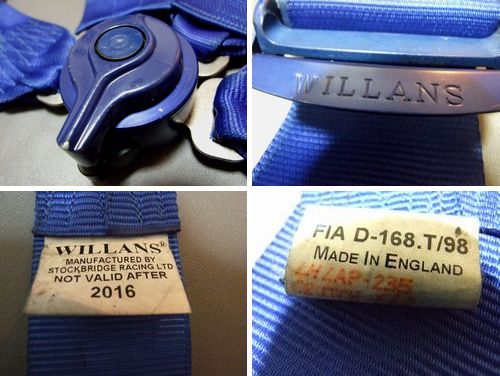 WILLANS
WILLANS®
MANUFACTURED BY
STOCKBRIDGE RACING LTD
NOT VALID AFTER
2016
FIA D-168.T/98
MADE IN ENGLAND